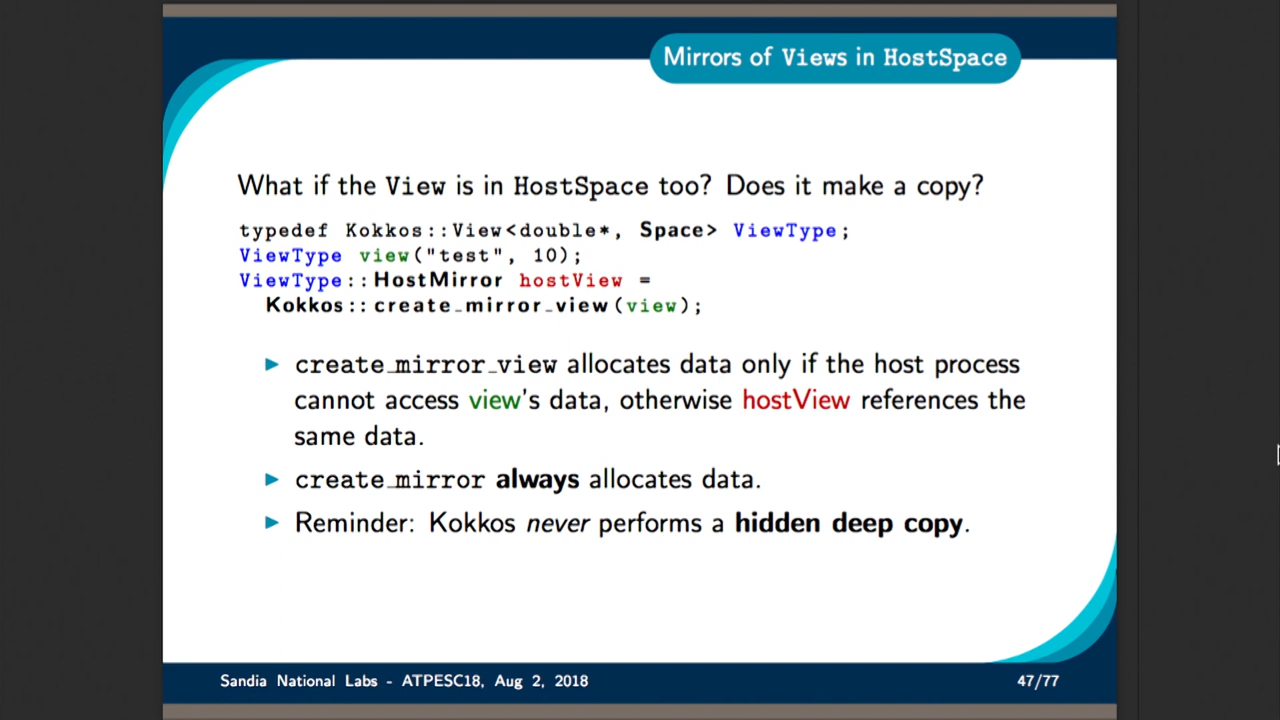 Mirrors of Views in HostSpace
What if the View is in HostSpace too? Does it make a copy?
typedef Kokkos::View<double*, Space> ViewType;
ViewType view("test", 10);
ViewType::HostMirror hostView =
Kokkos::create_mirror_view(view);
► create_mirror_view allocates data only if the host process
cannot access view's data, otherwise hostView references the
same data.
► create_mirror always allocates data.
► Reminder: Kokkos never performs a hidden deep copy.
Sandia National Labs - ATPESC18, Aug 2, 2018
47/77